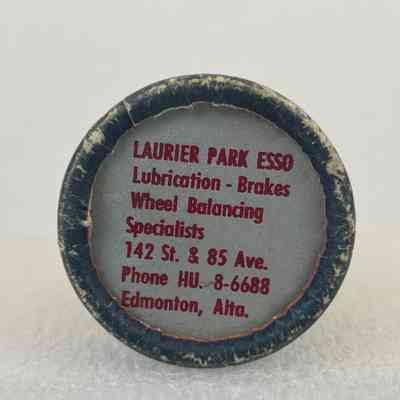 LAURIER PARK ESSO
Lubrication - Brakes
Wheel Balancing
Specialists
142 St. & 85 Ave.
Phone HU. 8-6688
Edmonton, Alta.